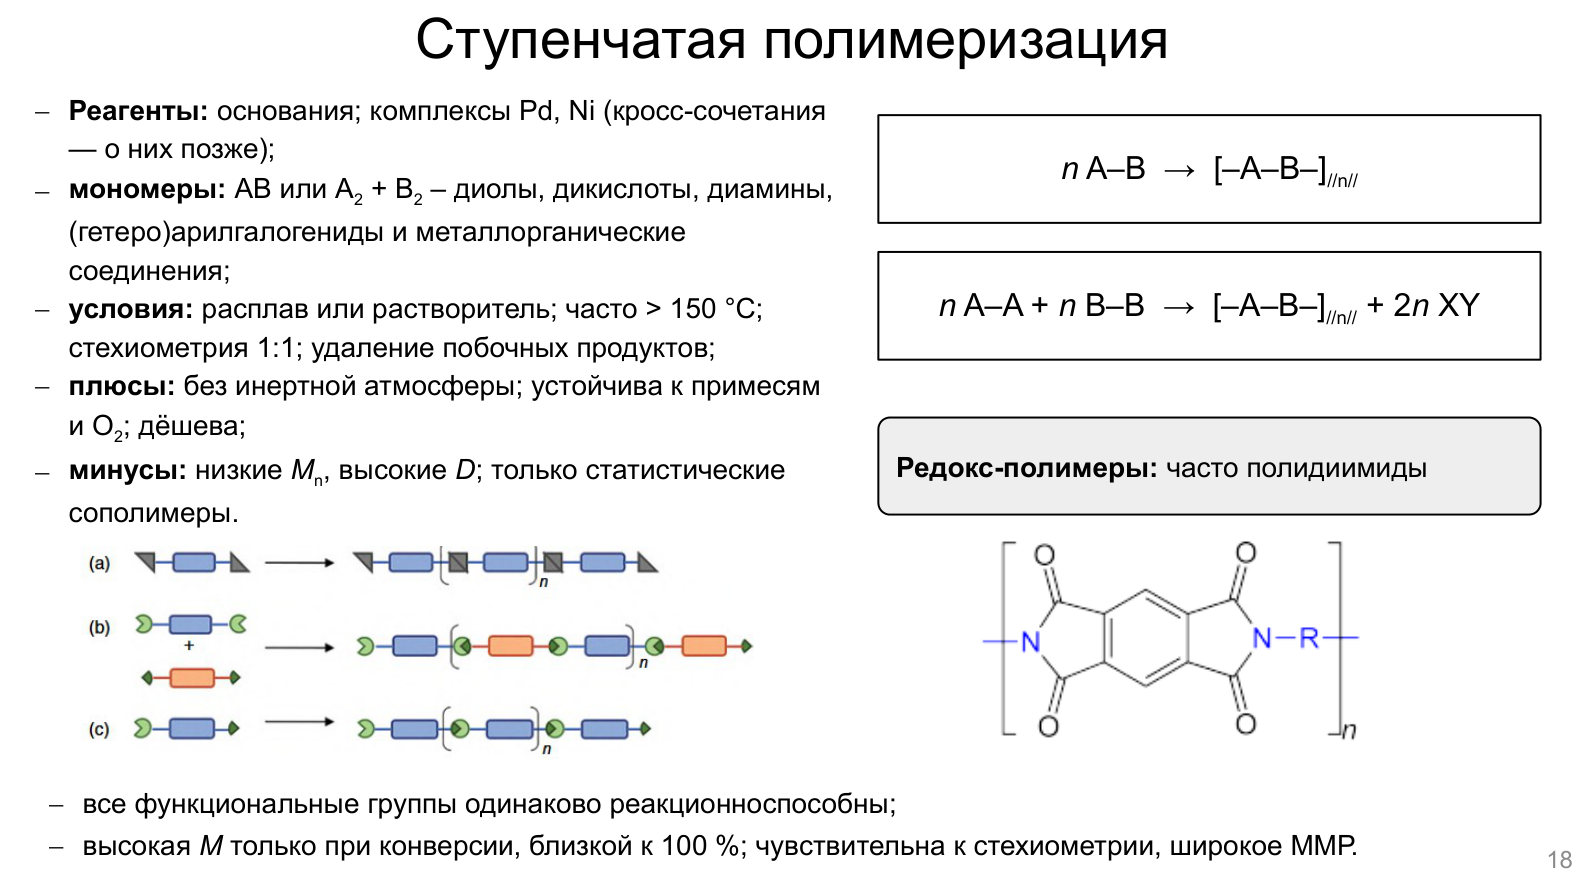 Ступенчатая полимеризация
– Реагенты: основания; комплексы Pd, Ni (кросс-сочетания
— о них позже);
– мономеры: AB или A₂ + B₂ – диолы, дикислоты, диамины,
(гетеро)арилгалогениды и металлорганические
соединения;
– условия: расплав или растворитель; часто > 150 °C;
стехиометрия 1:1; удаление побочных продуктов;
– плюсы: без инертной атмосферы; устойчива к примесям
и O₂; дёшева;
– минусы: низкие Mₙ, высокие D; только статистические
сополимеры.
n A–B → [–A–B–]//n//
n A–A + n B–B → [–A–B–]//n// + 2n XY
Редокс-полимеры: часто полидиимиды
(a)
n
(b)
+
n
(c)
n
O O
N N–R
O O
n
– все функциональные группы одинаково реакционноспособны;
– высокая M только при конверсии, близкой к 100 %; чувствительна к стехиометрии, широкое ММР.
18